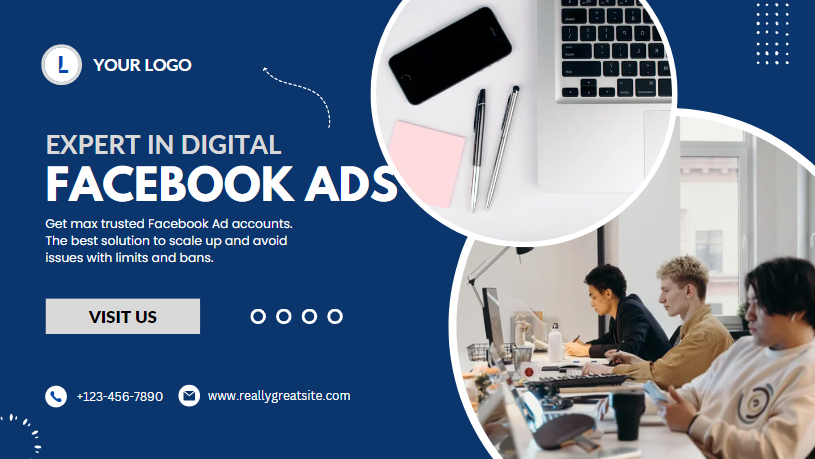 L
YOUR LOGO
EXPERT IN DIGITAL
FACEBOOK ADS
Get max trusted Facebook Ad accounts.
The best solution to scale up and avoid
issues with limits and bans.
VISIT US
+123-456-7890
www.reallygreatsite.com